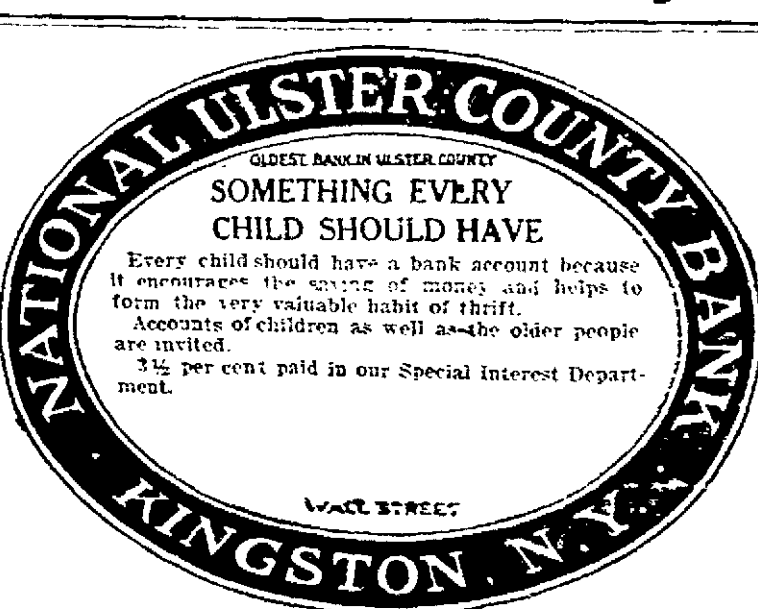 NATIONAL ULSTER COUNTY BANK
OLDEST BANK IN ULSTER COUNTY
SOMETHING EVERY
CHILD SHOULD HAVE
Every child should have a bank account because
it encourages the saving of money and helps to
form the very valuable habit of thrift.
Accounts of children as well as the older people
are invited.
3½ per cent paid in our Special Interest Depart-
ment.
WALL STREET
KINGSTON, N.Y.